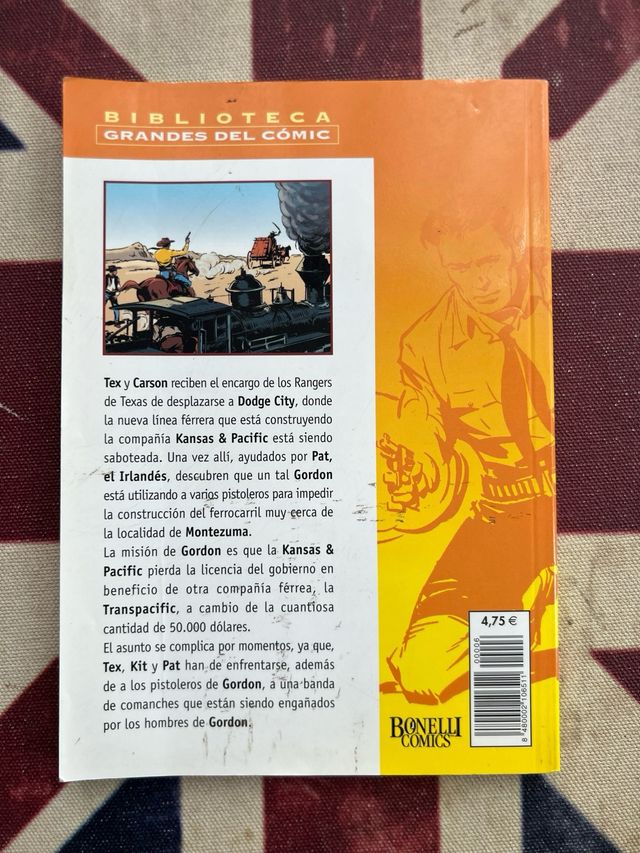 BIBLIOTECA
GRANDES DEL CÓMIC
Tex y Carson reciben el encargo de los Rangers
de Texas de desplazarse a Dodge City, donde
la nueva línea férrera que está construyendo
la compañía Kansas & Pacific está siendo
saboteada. Una vez allí, ayudados por Pat,
el Irlandés, descubren que un tal Gordon
está utilizando a varios pistoleros para impedir
la construcción del ferrocarril muy cerca de
la localidad de Montezuma.
La misión de Gordon es que la Kansas &
Pacific pierda la licencia del gobierno en
beneficio de otra compañía férrea, la
Transpacific, a cambio de la cuantiosa
cantidad de 50.000 dólares.
El asunto se complica por momentos, ya que,
Tex, Kit y Pat han de enfrentarse, además
de a los pistoleros de Gordon, a una banda
de comanches que están siendo engañados
por los hombres de Gordon.
4,75 €
00006
8 480002 106511
BONELLI
COMICS